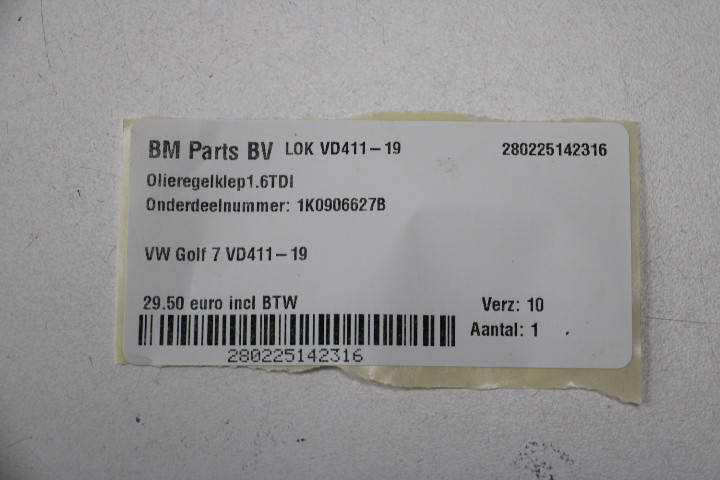 BM Parts BV LOK VD411-19 280225142316
Olieregelklep1.6TDI
Onderdeelnummer: 1K0906627B
VW Golf 7 VD411-19
29.50 euro incl BTW Verz: 10
Aantal: 1
280225142316